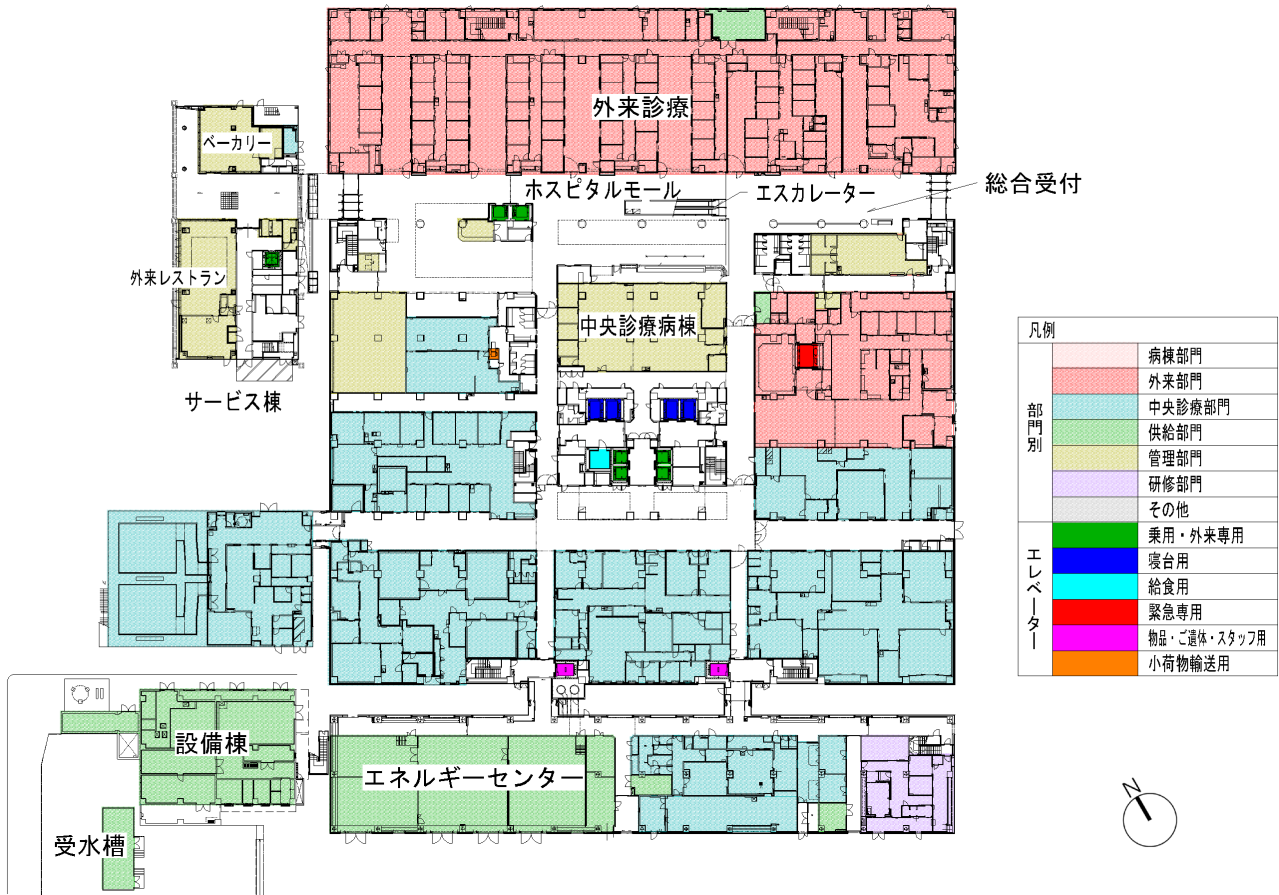 外来診療
ベーカリー
ホスピタルモール
エスカレーター
総合受付
外来レストラン
中央診療病棟
サービス棟
設備棟
エネルギーセンター
受水槽
凡例
部門別
病棟部門
外来部門
中央診療部門
供給部門
管理部門
研修部門
その他
エレベーター
乗用・外来専用
寝台用
給食用
緊急専用
物品・ご遺体・スタッフ用
小荷物輸送用
N